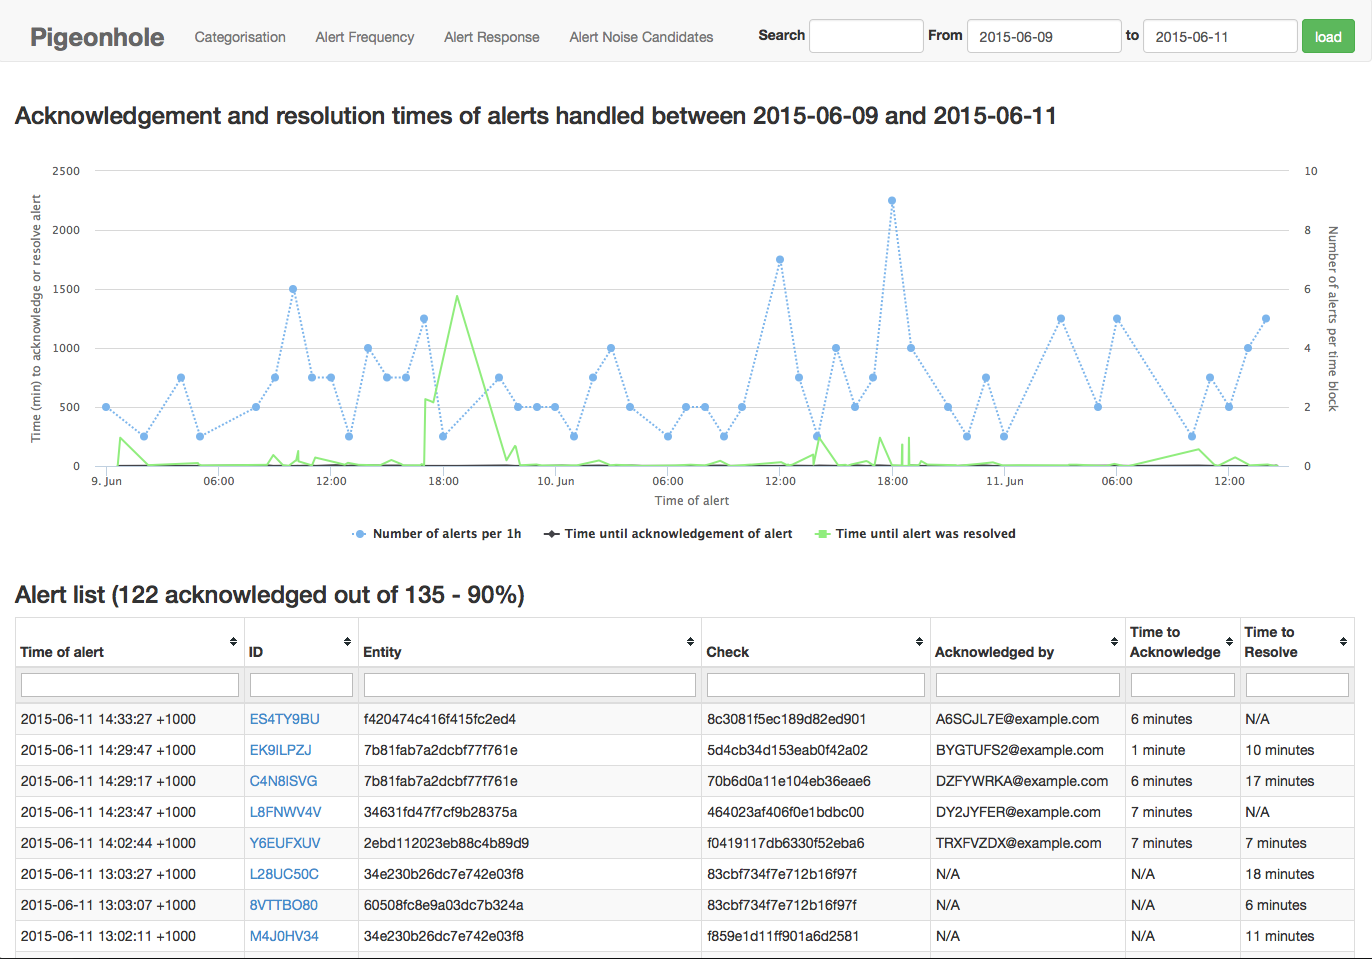 Pigeonhole Categorisation Alert Frequency Alert Response Alert Noise Candidates Search From 2015-06-09 to 2015-06-11 load
Acknowledgement and resolution times of alerts handled between 2015-06-09 and 2015-06-11
2500 10
2000 8
1500 6
1000 4
500 2
0 0
Time (min) to acknowledge or resolve alert
Number of alerts per time block
9. Jun 06:00 12:00 18:00 10. Jun 06:00 12:00 18:00 11. Jun 06:00 12:00
Time of alert
Number of alerts per 1h Time until acknowledgement of alert Time until alert was resolved
Alert list (122 acknowledged out of 135 - 90%)
Time of alert ID Entity Check Acknowledged by Time to Acknowledge Time to Resolve
2015-06-11 14:33:27 +1000 ES4TY9BU f420474c416f415fc2ed4 8c3081f5ec189d82ed901 A6SCJL7E@example.com 6 minutes N/A
2015-06-11 14:29:47 +1000 EK9ILPZJ 7b81fab7a2dcbf77f761e 5d4cb34d153eab0f42a02 BYGTUFS2@example.com 1 minute 10 minutes
2015-06-11 14:29:17 +1000 C4N8ISVG 7b81fab7a2dcbf77f761e 70b6d0a11e104eb36eae6 DZFYWRKA@example.com 6 minutes 17 minutes
2015-06-11 14:23:47 +1000 L8FNWV4V 34631fd47f7cf9b28375a 464023af406f0e1bdbc00 DY2JYFER@example.com 7 minutes N/A
2015-06-11 14:02:44 +1000 Y6EUFXUV 2ebd112023eb88c4b89d9 f0419117db6330f52eba6 TRXFVZDX@example.com 7 minutes 7 minutes
2015-06-11 13:03:27 +1000 L28UC50C 34e230b26dc7e742e03f8 83cbf734f7e712b16f97f N/A N/A 18 minutes
2015-06-11 13:03:07 +1000 8VTTBO80 60508fc8e9a03dc7b324a 83cbf734f7e712b16f97f N/A N/A 6 minutes
2015-06-11 13:02:11 +1000 M4J0HV34 34e230b26dc7e742e03f8 f859e1d11ff901a6d2581 N/A N/A 11 minutes